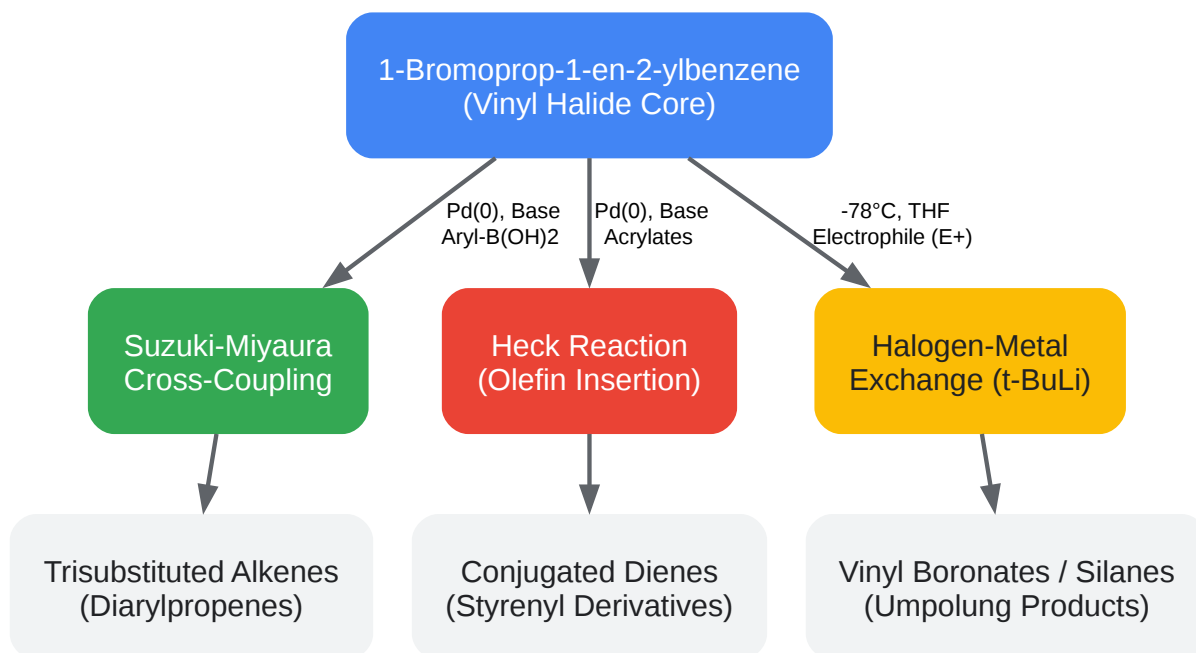 1-Bromoprop-1-en-2-ylbenzene
(Vinyl Halide Core)
Pd(0), Base
Aryl-B(OH)2
Pd(0), Base
Acrylates
-78°C, THF
Electrophile (E+)
Suzuki-Miyaura
Cross-Coupling
Heck Reaction
(Olefin Insertion)
Halogen-Metal
Exchange (t-BuLi)
Trisubstituted Alkenes
(Diarylpropenes)
Conjugated Dienes
(Styrenyl Derivatives)
Vinyl Boronates / Silanes
(Umpolung Products)